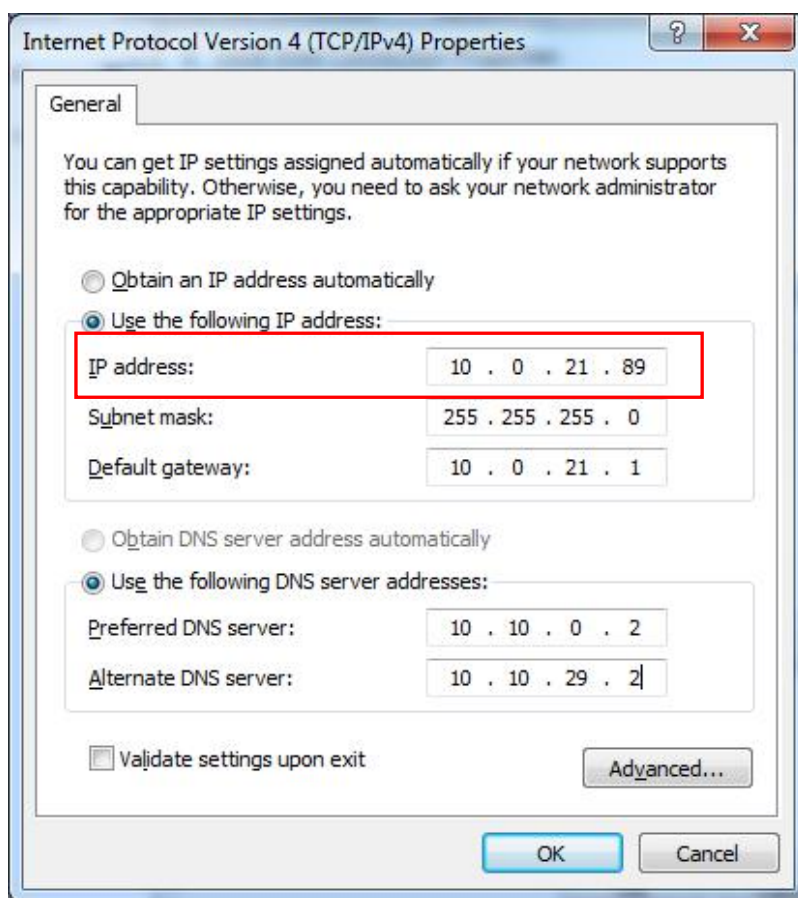 Internet Protocol Version 4 (TCP/IPv4) Properties
General
You can get IP settings assigned automatically if your network supports
this capability. Otherwise, you need to ask your network administrator
for the appropriate IP settings.
Obtain an IP address automatically
Use the following IP address:
IP address: 10 . 0 . 21 . 89
Subnet mask: 255 . 255 . 255 . 0
Default gateway: 10 . 0 . 21 . 1
Obtain DNS server address automatically
Use the following DNS server addresses:
Preferred DNS server: 10 . 10 . 0 . 2
Alternate DNS server: 10 . 10 . 29 . 2
Validate settings upon exit
Advanced...
OK Cancel